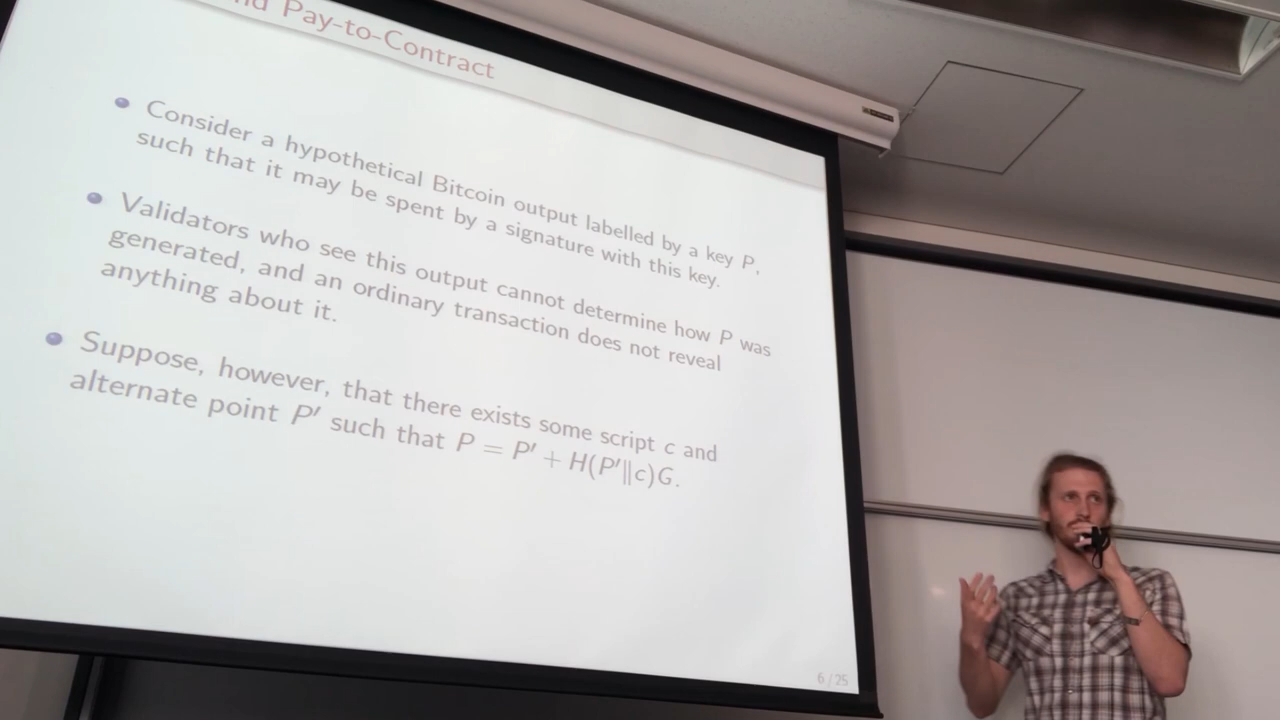 Pay-to-Contract
Consider a hypothetical Bitcoin output labelled by a key P,
such that it may be spent by a signature with this key.
Validators who see this output cannot determine how P was
generated, and an ordinary transaction does not reveal
anything about it.
Suppose, however, that there exists some script c and
alternate point P′ such that P = P′ + H(P′‖c)G.
6 / 25